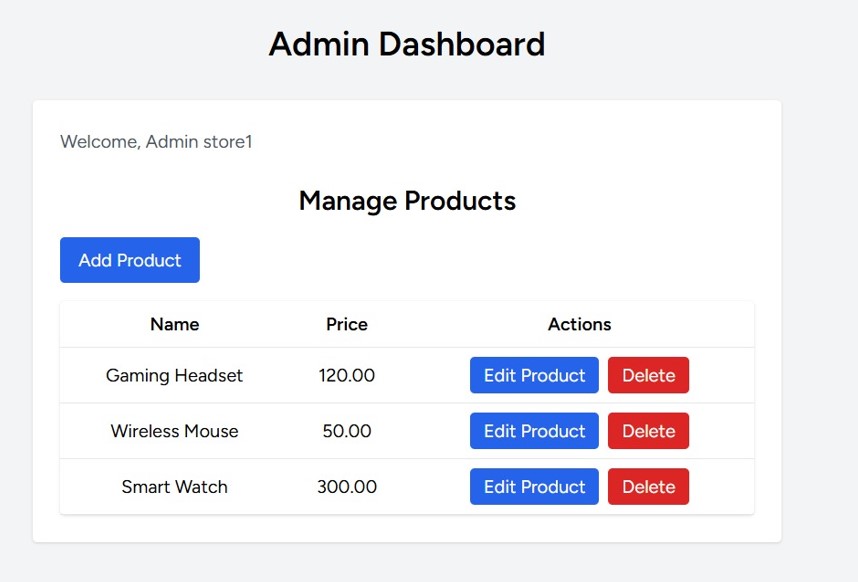 Admin Dashboard
Welcome, Admin store1
Manage Products
Add Product
Name Price Actions
Gaming Headset 120.00 Edit Product Delete
Wireless Mouse 50.00 Edit Product Delete
Smart Watch 300.00 Edit Product Delete